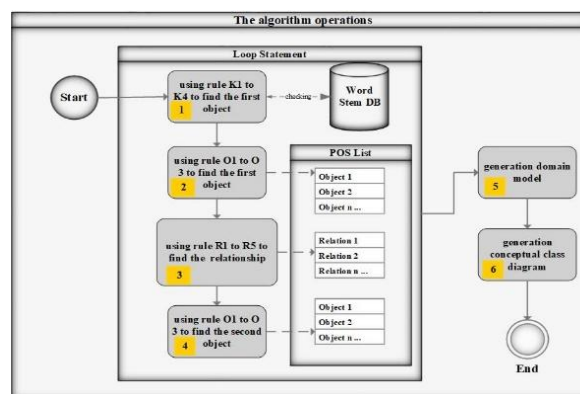 The algorithm operations
Loop Statement
Start
using rule K1 to
K4 to find the first
object
1
checking
Word
Stem DB
using rule O1 to O
3 to find the first
object
2
POS List
Object 1
Object 2
Object n ...
using rule R1 to R5 to
find the relationship
3
Relation 1
Relation 2
Relation n ...
using rule O1 to O
3 to find the second
object
4
Object 1
Object 2
Object n ...
generation domain
model
5
generation
conceptual class
diagram
6
End